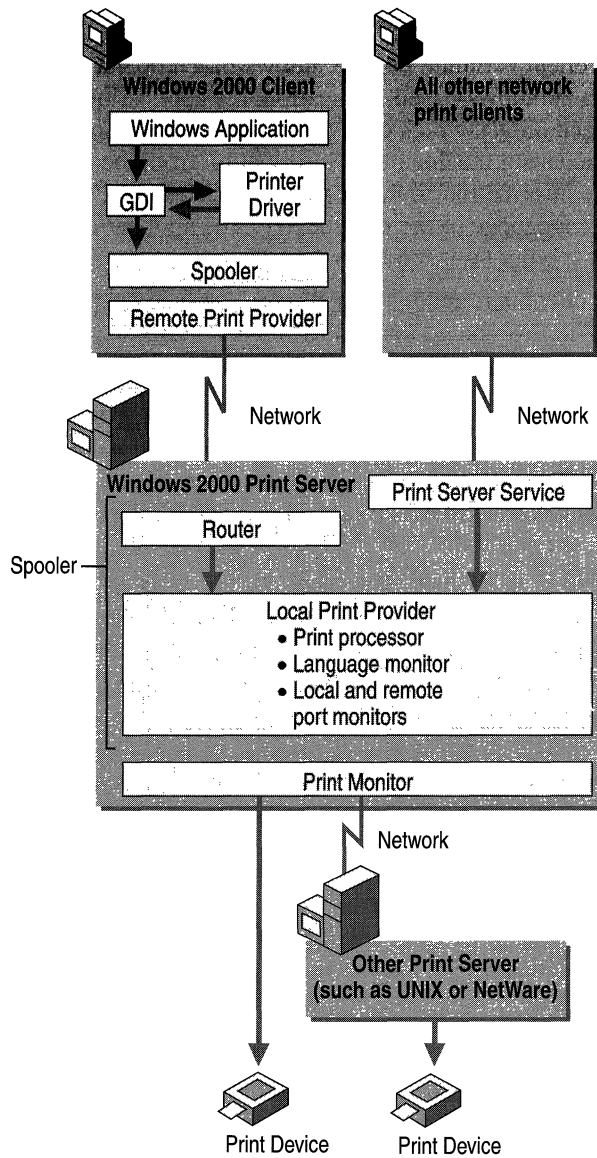 Windows 2000 Client
Windows Application
GDI
Printer
Driver
Spooler
Remote Print Provider
All other network
print clients
Network
Network
Windows 2000 Print Server
Print Server Service
Router
Spooler
Local Print Provider
• Print processor
• Language monitor
• Local and remote
port monitors
Print Monitor
Network
Other Print Server
(such as UNIX or NetWare)
Print Device
Print Device